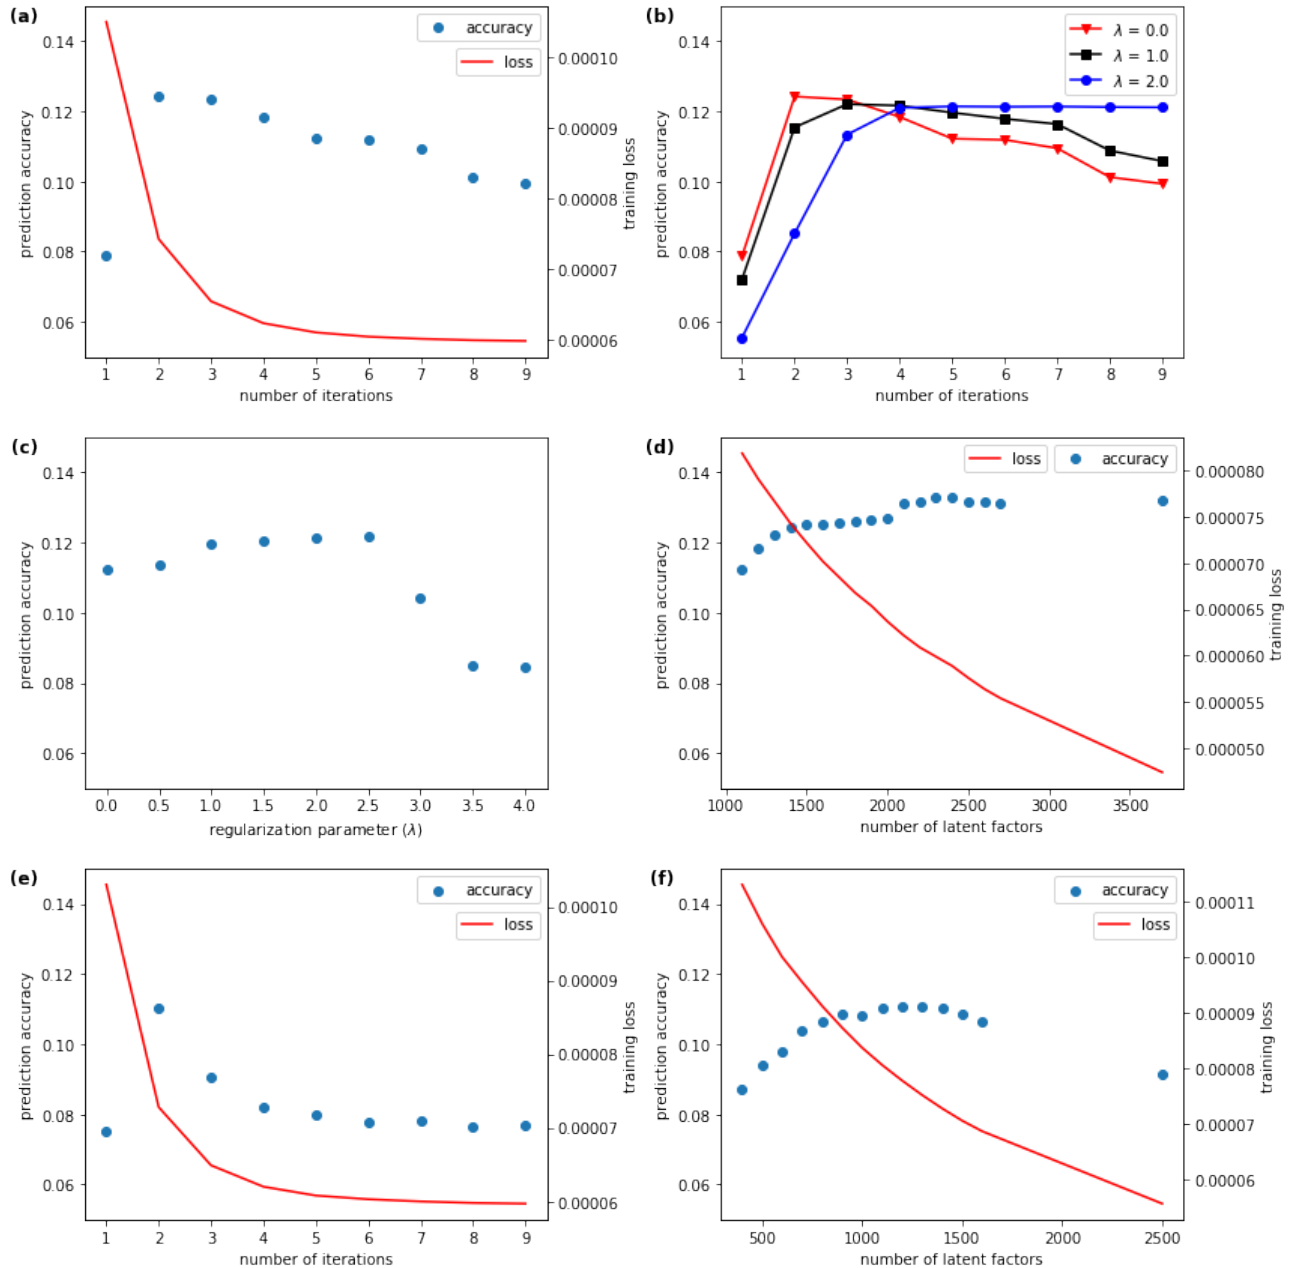 (a)
accuracy
loss
prediction accuracy
0.14
0.12
0.10
0.08
0.06
training loss
0.00010
0.00009
0.00008
0.00007
0.00006
1 2 3 4 5 6 7 8 9
number of iterations
(b)
λ = 0.0
λ = 1.0
λ = 2.0
prediction accuracy
0.14
0.12
0.10
0.08
0.06
1 2 3 4 5 6 7 8 9
number of iterations
(c)
prediction accuracy
0.14
0.12
0.10
0.08
0.06
0.0 0.5 1.0 1.5 2.0 2.5 3.0 3.5 4.0
regularization parameter (λ)
(d)
loss
accuracy
prediction accuracy
0.14
0.12
0.10
0.08
0.06
training loss
0.000080
0.000075
0.000070
0.000065
0.000060
0.000055
0.000050
1000 1500 2000 2500 3000 3500
number of latent factors
(e)
accuracy
loss
prediction accuracy
0.14
0.12
0.10
0.08
0.06
training loss
0.00010
0.00009
0.00008
0.00007
0.00006
1 2 3 4 5 6 7 8 9
number of iterations
(f)
accuracy
loss
prediction accuracy
0.14
0.12
0.10
0.08
0.06
training loss
0.00011
0.00010
0.00009
0.00008
0.00007
0.00006
500 1000 1500 2000 2500
number of latent factors